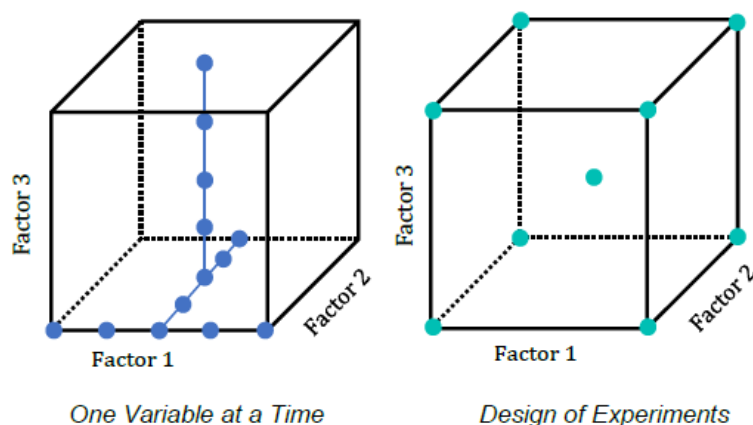 Factor 3
Factor 2
Factor 1
One Variable at a Time
Factor 3
Factor 2
Factor 1
Design of Experiments